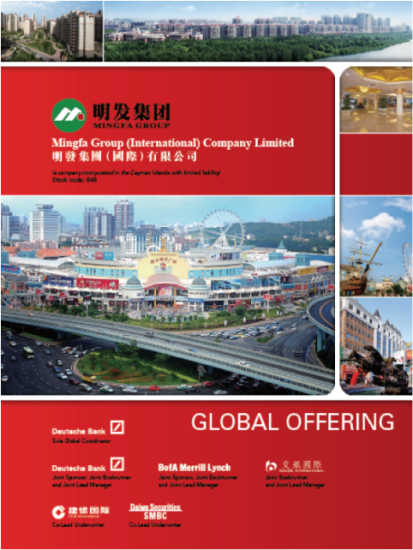 明发集团
MINGFA GROUP
Mingfa Group (International) Company Limited
明發集團(國際)有限公司
(a company incorporated in the Cayman Islands with limited liability)
Stock code: 846
GLOBAL OFFERING
Deutsche Bank
Sole Global Coordinator
Deutsche Bank
Joint Sponsor, Joint Bookrunner
and Joint Lead Manager
BofA Merrill Lynch
Joint Sponsor, Joint Bookrunner
and Joint Lead Manager
國際
Joint Bookrunner
and Joint Lead Manager
建银国际
Co-Lead Underwriter
Daiwa Securities
SMBC
Co-Lead Underwriter